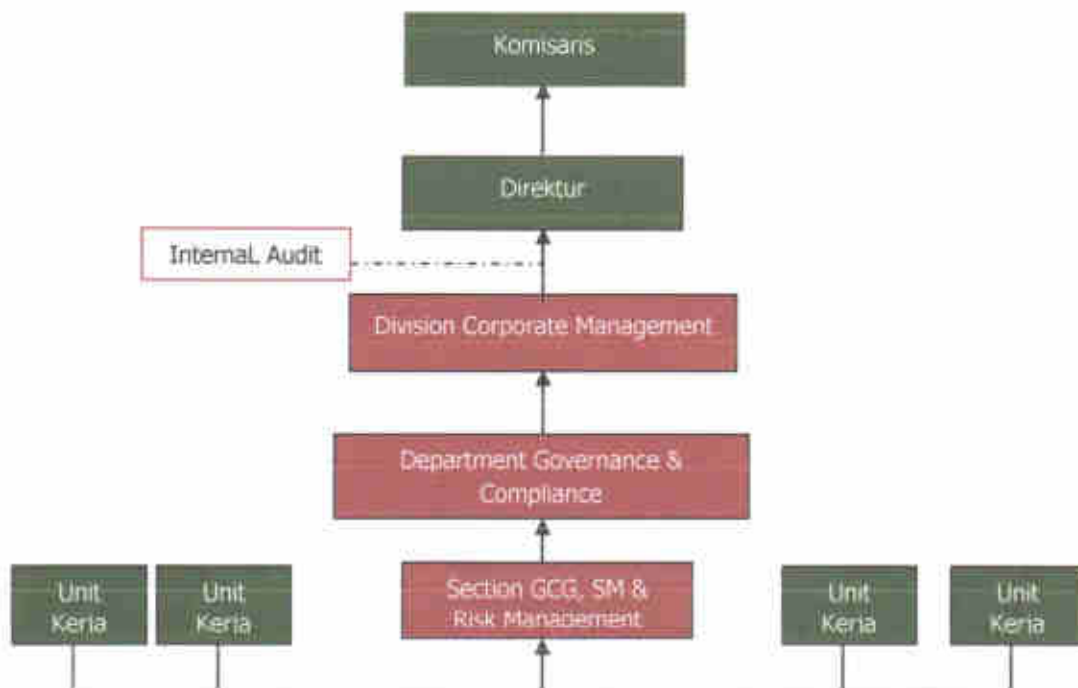 Komisaris
Direktur
Internal. Audit
Division Corporate Management
Department Governance &
Compliance
Unit
Kerja
Unit
Kerja
Section GCG, SM &
Risk Management
Unit
Kerja
Unit
Kerja